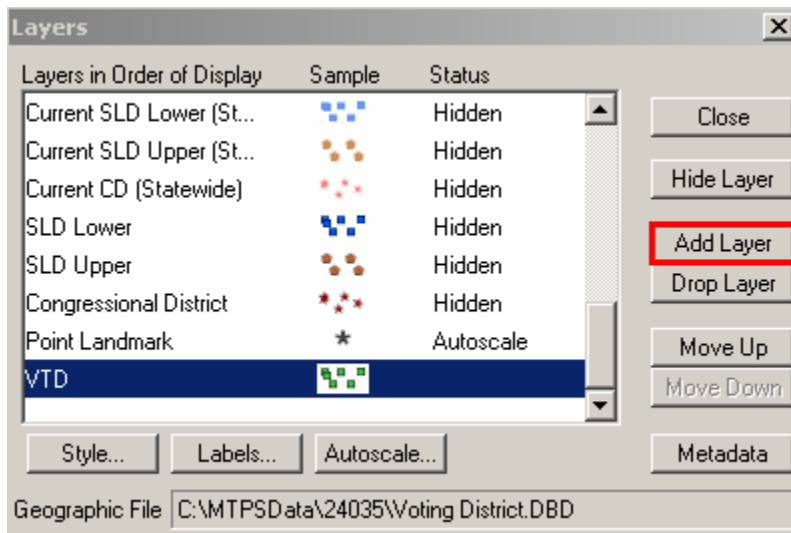 Layers
Layers in Order of Display Sample Status
Current SLD Lower (St... Hidden
Close
Current SLD Upper (St... Hidden
Current CD (Statewide) Hidden
Hide Layer
SLD Lower Hidden
Add Layer
SLD Upper Hidden
Drop Layer
Congressional District Hidden
Point Landmark Autoscale
Move Up
VTD
Move Down
Style... Labels... Autoscale... Metadata
Geographic File C:\MTPSData\24035\Voting District.DBD